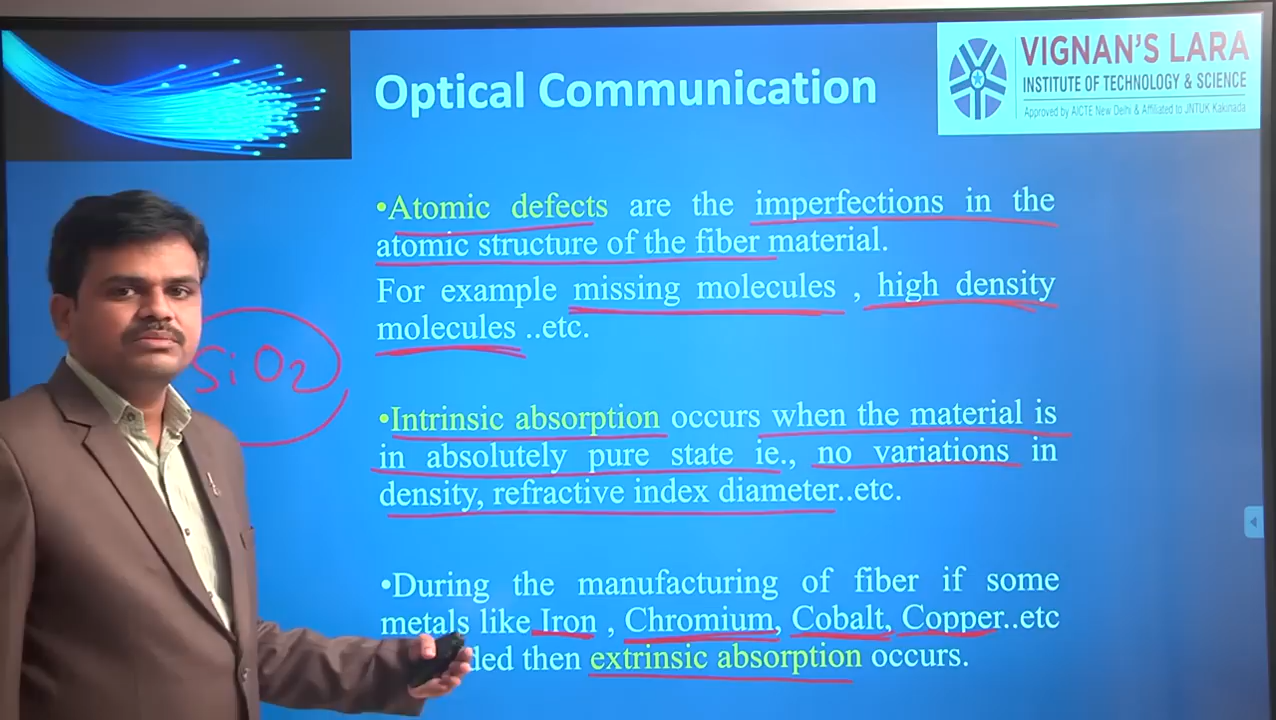 Optical Communication
VIGNAN'S LARA
INSTITUTE OF TECHNOLOGY & SCIENCE
Approved by AICTE New Delhi & Affiliated to JNTUK Kakinada
•Atomic defects are the imperfections in the
atomic structure of the fiber material.
For example missing molecules , high density
molecules ..etc.
SiO2
•Intrinsic absorption occurs when the material is
in absolutely pure state ie., no variations in
density, refractive index diameter..etc.
•During the manufacturing of fiber if some
metals like Iron , Chromium, Cobalt, Copper..etc
then extrinsic absorption occurs.